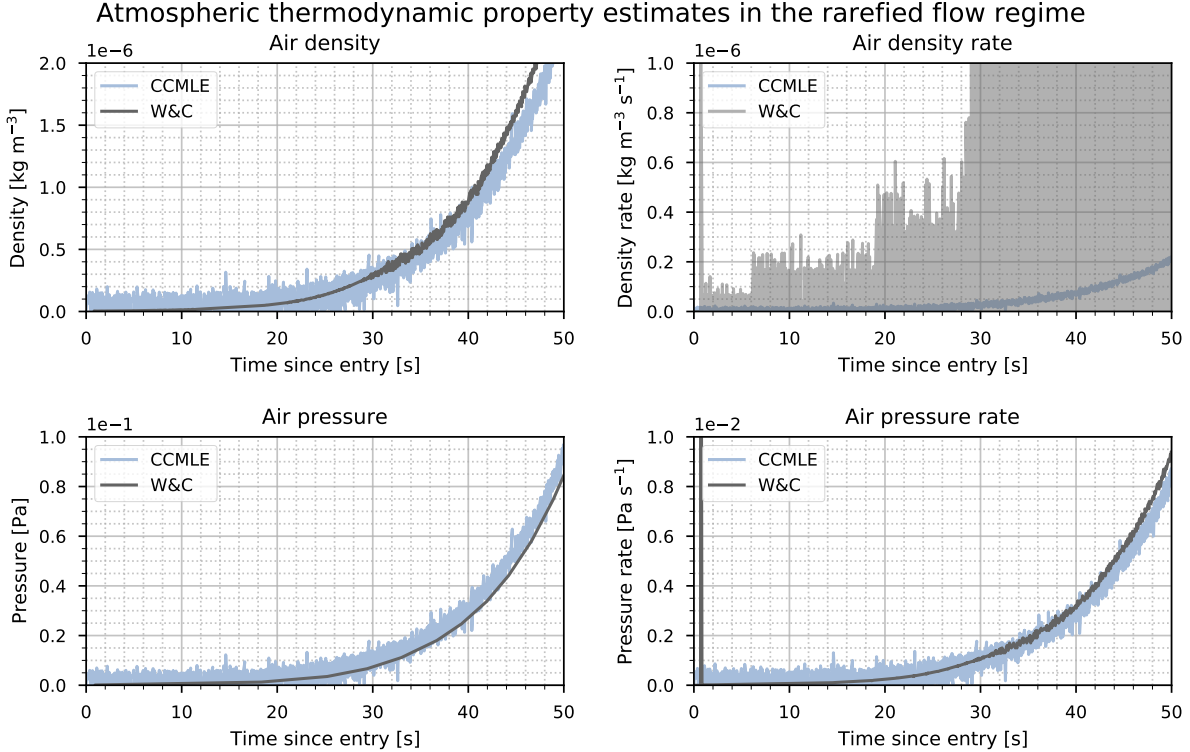 Atmospheric thermodynamic property estimates in the rarefied flow regime
Air density
1e−6
2.0
1.5
1.0
0.5
0.0
Density [kg m⁻³]
CCMLE
W&C
0 10 20 30 40 50
Time since entry [s]
Air density rate
1e−6
1.0
0.8
0.6
0.4
0.2
0.0
Density rate [kg m⁻³ s⁻¹]
CCMLE
W&C
0 10 20 30 40 50
Time since entry [s]
Air pressure
1e−1
1.0
0.8
0.6
0.4
0.2
0.0
Pressure [Pa]
CCMLE
W&C
0 10 20 30 40 50
Time since entry [s]
Air pressure rate
1e−2
1.0
0.8
0.6
0.4
0.2
0.0
Pressure rate [Pa s⁻¹]
CCMLE
W&C
0 10 20 30 40 50
Time since entry [s]